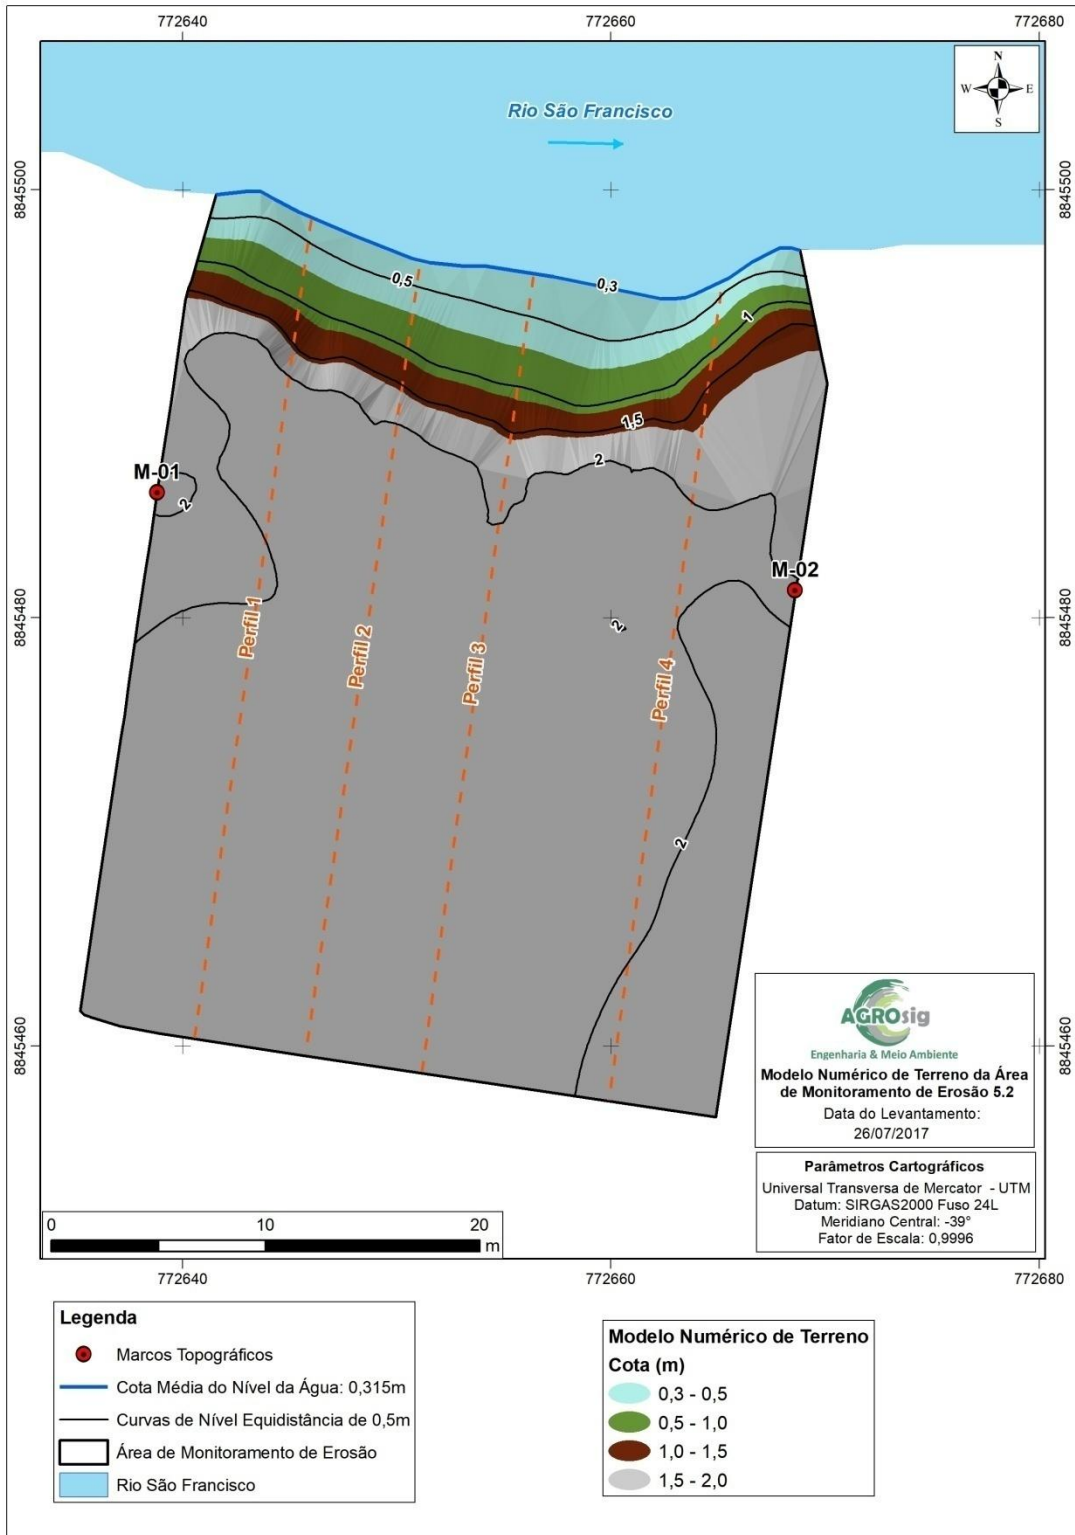 772640 772660 772680
N
W E
S
Rio São Francisco
8845500 8845500
0,5
0,3
1
1,5
2
M-01
2
M-02
8845480 8845480
2
Perfil 1
Perfil 2
Perfil 3
Perfil 4
2
8845460 8845460
AGROsig
Engenharia & Meio Ambiente
Modelo Numérico de Terreno da Área
de Monitoramento de Erosão 5.2
Data do Levantamento:
26/07/2017
Parâmetros Cartográficos
Universal Transversa de Mercator - UTM
Datum: SIRGAS2000 Fuso 24L
Meridiano Central: -39°
Fator de Escala: 0,9996
0 10 20
m
772640 772660 772680
Legenda
Marcos Topográficos
Cota Média do Nível da Água: 0,315m
Curvas de Nível Equidistância de 0,5m
Área de Monitoramento de Erosão
Rio São Francisco
Modelo Numérico de Terreno
Cota (m)
0,3 - 0,5
0,5 - 1,0
1,0 - 1,5
1,5 - 2,0